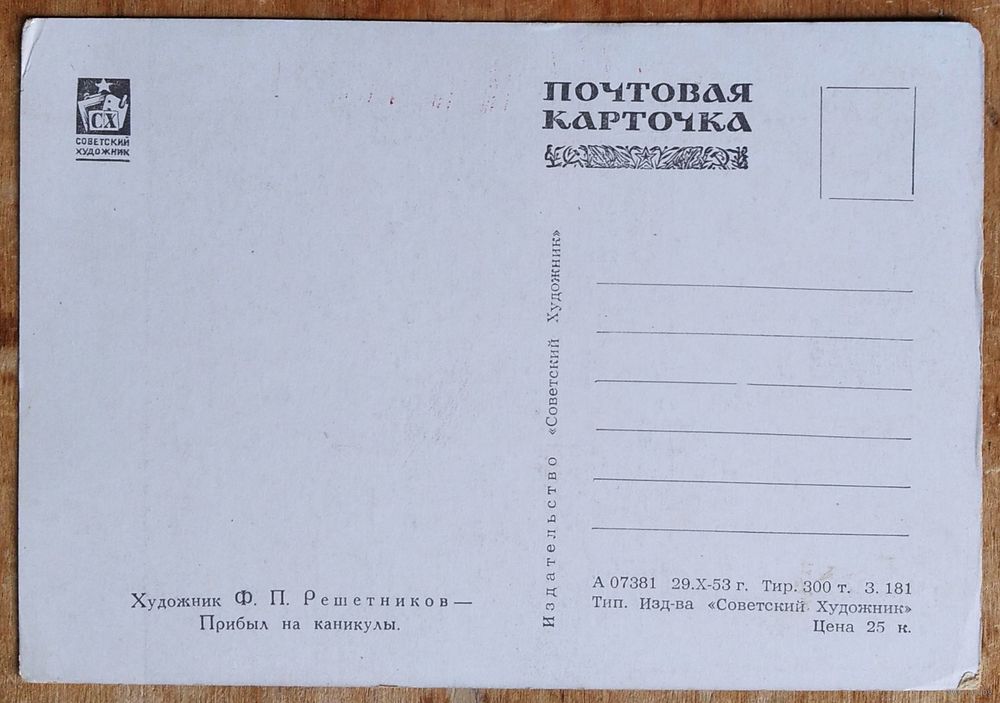 СХ
СОВЕТСКИЙ
ХУДОЖНИК
ПОЧТОВАЯ
КАРТОЧКА
Издательство «Советский Художник»
Художник Ф. П. Решетников —
Прибыл на каникулы.
А 07381 29.X-53 г. Тир. 300 т. З. 181
Тип. Изд-ва «Советский Художник»
Цена 25 к.